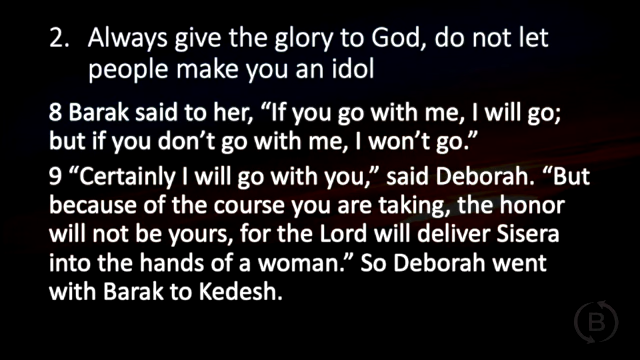 2. Always give the glory to God, do not let
people make you an idol
8 Barak said to her, “If you go with me, I will go;
but if you don’t go with me, I won’t go.”
9 “Certainly I will go with you,” said Deborah. “But
because of the course you are taking, the honor
will not be yours, for the Lord will deliver Sisera
into the hands of a woman.” So Deborah went
with Barak to Kedesh.
B